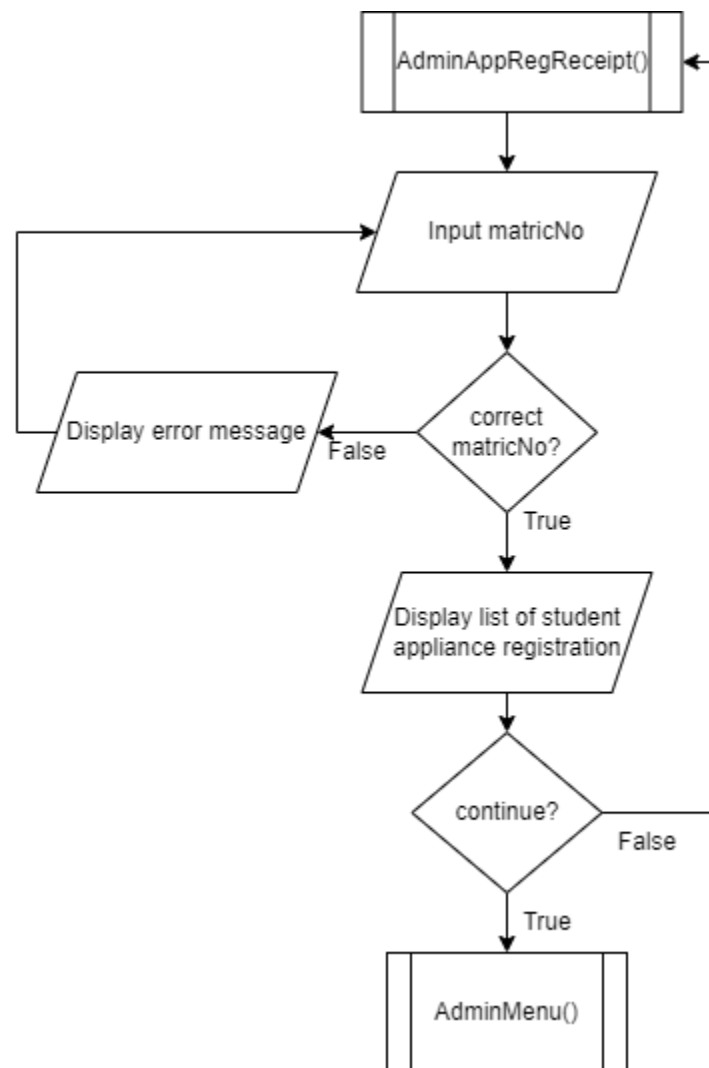 AdminAppRegReceipt()
Input matricNo
correct
matricNo?
Display error message
False
True
Display list of student
appliance registration
continue?
False
True
AdminMenu()